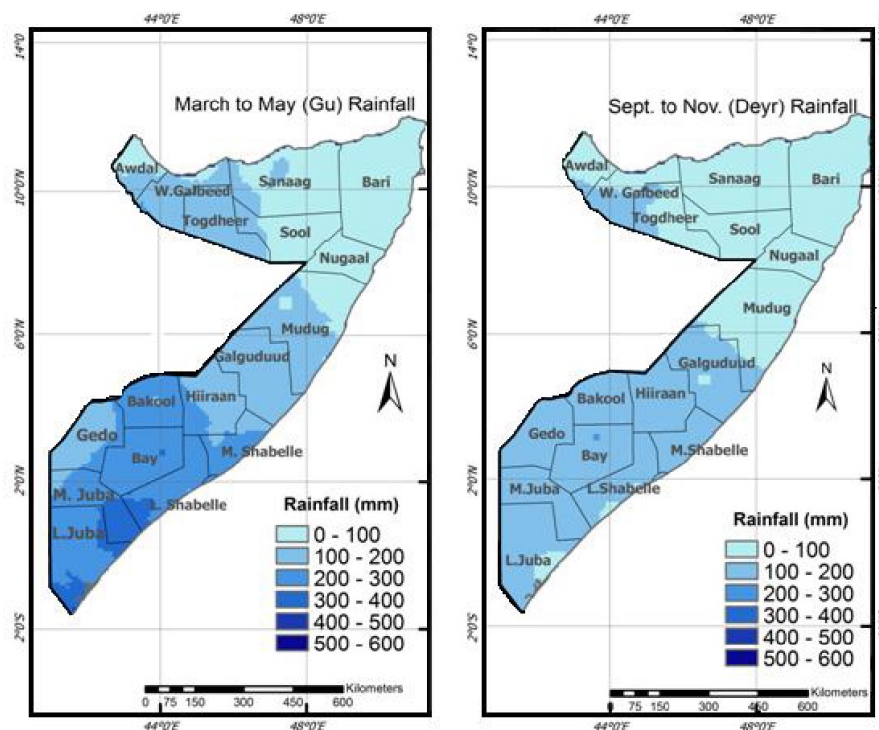 44°0'E 48°0'E
14°0'
March to May (Gu) Rainfall
Awdal
W.Galbeed
Sanaag
Bari
10°0'N
Togdheer
Sool
Nugaal
Mudug
6°0'N
Galguduud
N
Bakool
Hiiraan
Gedo
Bay
M. Shabelle
2°0'N
M. Juba
L. Shabelle
L.Juba
Rainfall (mm)
0 - 100
100 - 200
200 - 300
300 - 400
400 - 500
500 - 600
2°0'S
Kilometers
0 75 150 300 450 600
44°0'E 48°0'E
44°0'E 48°0'E
14°0'
Sept. to Nov. (Deyr) Rainfall
Awdal
W. Galbeed
Sanaag
Bari
10°0'N
Togdheer
Sool
Nugaal
Mudug
6°0'N
Galguduud
N
Bakool
Hiiraan
Gedo
Bay
M.Shabelle
2°0'N
M.Juba
L.Shabelle
L.Juba
Rainfall (mm)
0 - 100
100 - 200
200 - 300
300 - 400
400 - 500
500 - 600
2°0'S
Kilometers
0 75 150 300 450 600
44°0'E 48°0'E